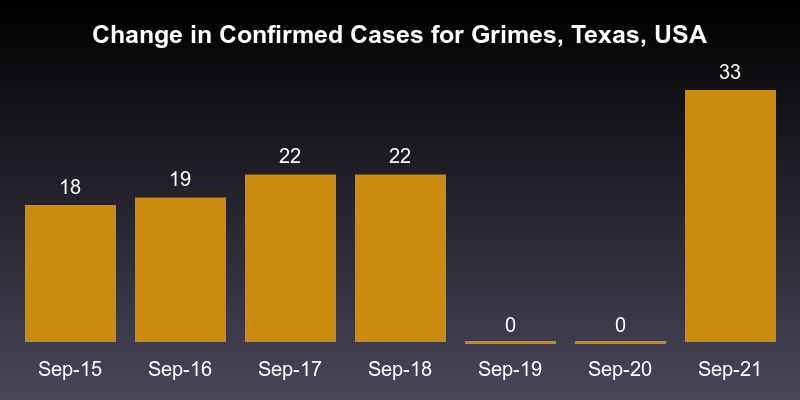 Change in Confirmed Cases for Grimes, Texas, USA
33
22
22
19
18
0
0
Sep-15
Sep-16
Sep-17
Sep-18
Sep-19
Sep-20
Sep-21